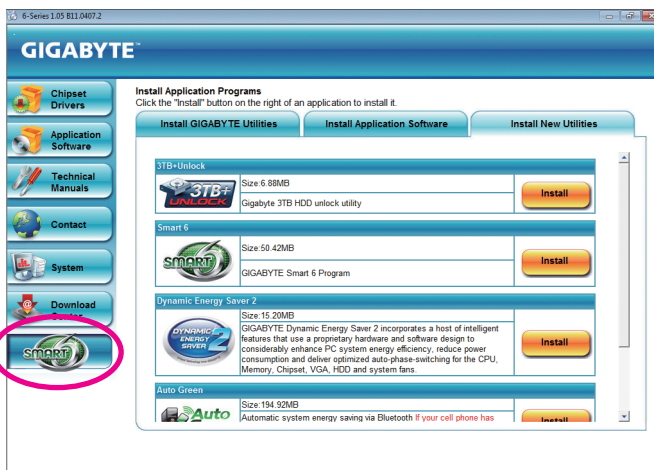 6-Series 1.05 B11.0407.2
GIGABYTE™
Chipset
Drivers
Application
Software
Technical
Manuals
Contact
System
Download
Center
SMART6
Install Application Programs
Click the "Install" button on the right of an application to install it.
Install GIGABYTE Utilities
Install Application Software
Install New Utilities
3TB+Unlock
3TB+
UNLOCK
Size:6.88MB
Gigabyte 3TB HDD unlock utility
Install
Smart 6
SMART6
Size:50.42MB
GIGABYTE Smart 6 Program
Install
Dynamic Energy Saver 2
DYNAMIC
ENERGY
SAVER
2
Size:15.20MB
GIGABYTE Dynamic Energy Saver 2 incorporates a host of intelligent
features that use a proprietary hardware and software design to
considerably enhance PC system energy efficiency, reduce power
consumption and deliver optimized auto-phase-switching for the CPU,
Memory, Chipset, VGA, HDD and system fans.
Install
Auto Green
Auto
Size:194.92MB
Automatic system energy saving via Bluetooth If your cell phone has
Install